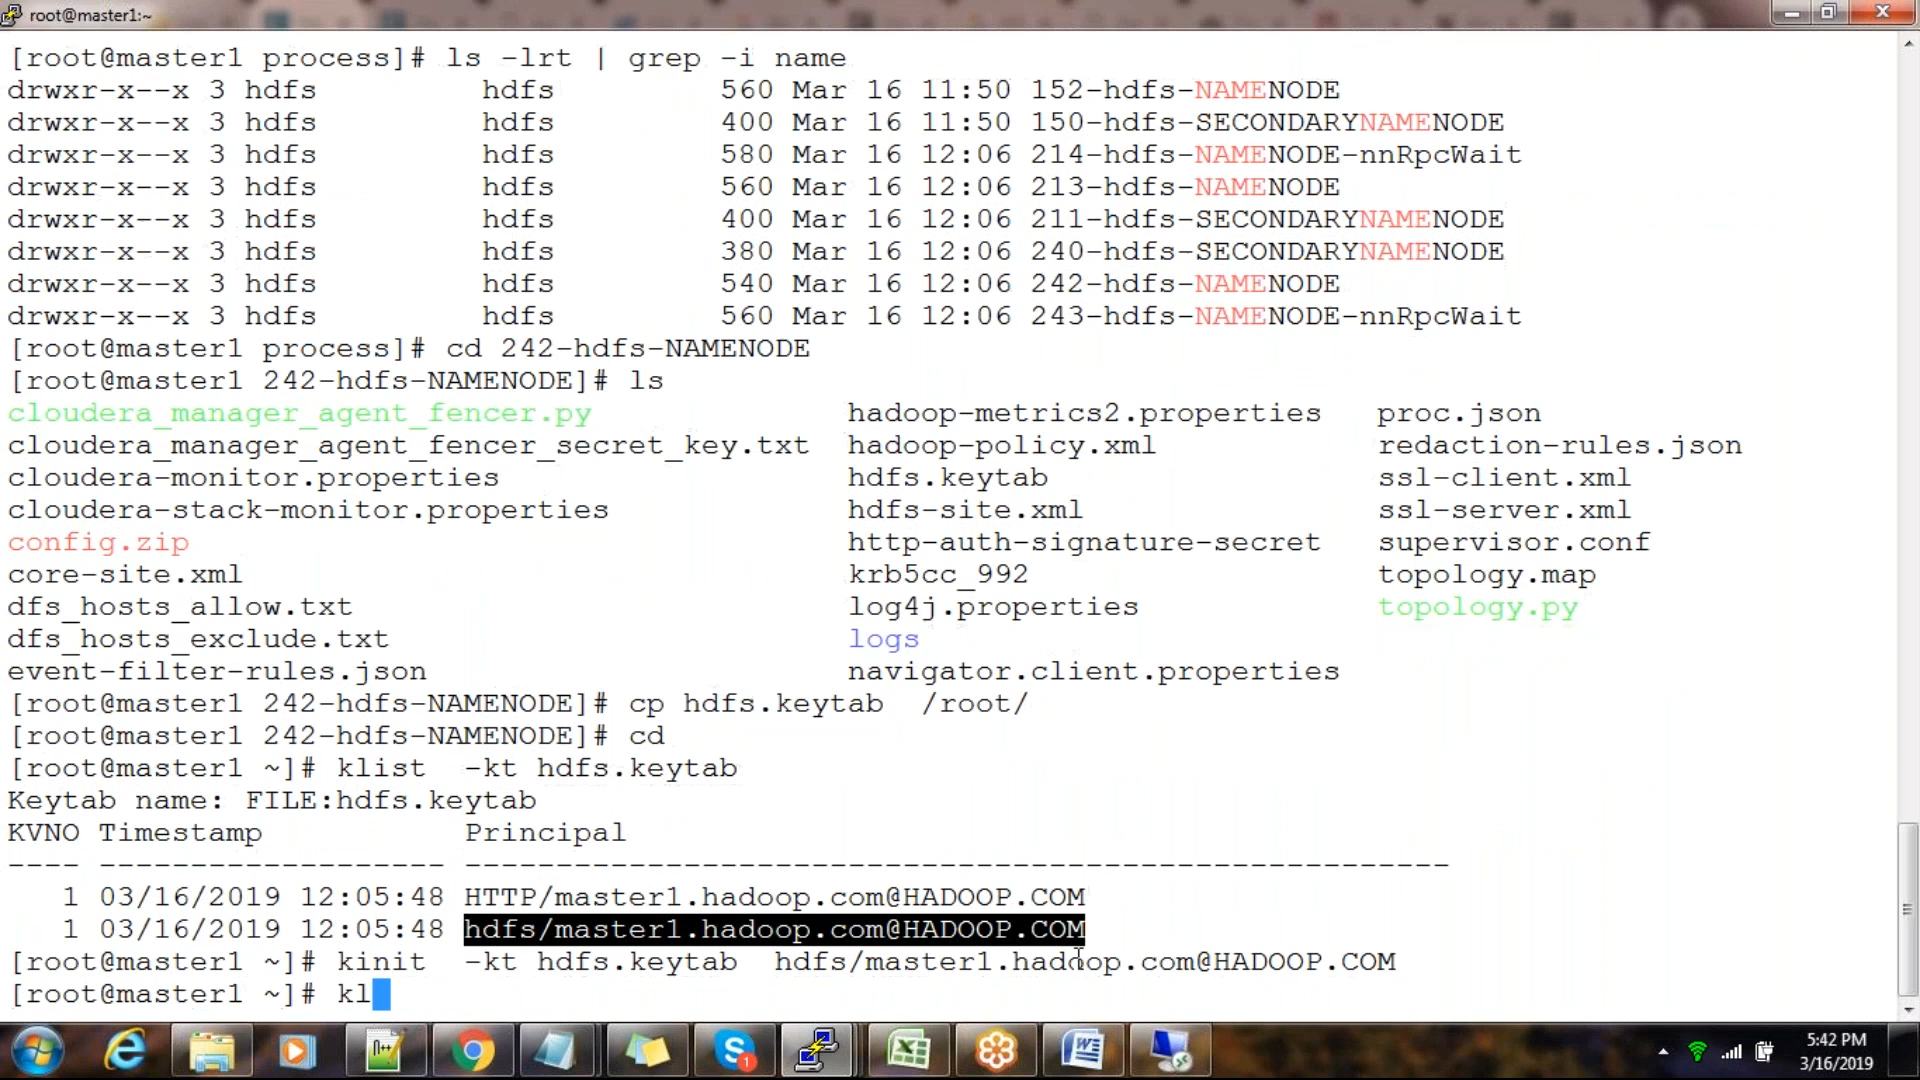 root@master1:~
[root@master1 process]# ls -lrt | grep -i name
drwxr-x--x 3 hdfs hdfs 560 Mar 16 11:50 152-hdfs-NAMENODE
drwxr-x--x 3 hdfs hdfs 400 Mar 16 11:50 150-hdfs-SECONDARYNAMENODE
drwxr-x--x 3 hdfs hdfs 580 Mar 16 12:06 214-hdfs-NAMENODE-nnRpcWait
drwxr-x--x 3 hdfs hdfs 560 Mar 16 12:06 213-hdfs-NAMENODE
drwxr-x--x 3 hdfs hdfs 400 Mar 16 12:06 211-hdfs-SECONDARYNAMENODE
drwxr-x--x 3 hdfs hdfs 380 Mar 16 12:06 240-hdfs-SECONDARYNAMENODE
drwxr-x--x 3 hdfs hdfs 540 Mar 16 12:06 242-hdfs-NAMENODE
drwxr-x--x 3 hdfs hdfs 560 Mar 16 12:06 243-hdfs-NAMENODE-nnRpcWait
[root@master1 process]# cd 242-hdfs-NAMENODE
[root@master1 242-hdfs-NAMENODE]# ls
cloudera_manager_agent_fencer.py hadoop-metrics2.properties proc.json
cloudera_manager_agent_fencer_secret_key.txt hadoop-policy.xml redaction-rules.json
cloudera-monitor.properties hdfs.keytab ssl-client.xml
cloudera-stack-monitor.properties hdfs-site.xml ssl-server.xml
config.zip http-auth-signature-secret supervisor.conf
core-site.xml krb5cc_992 topology.map
dfs_hosts_allow.txt log4j.properties topology.py
dfs_hosts_exclude.txt logs
event-filter-rules.json navigator.client.properties
[root@master1 242-hdfs-NAMENODE]# cp hdfs.keytab /root/
[root@master1 242-hdfs-NAMENODE]# cd
[root@master1 ~]# klist -kt hdfs.keytab
Keytab name: FILE:hdfs.keytab
KVNO Timestamp Principal
---- ------------------- ------------------------------------------------------
1 03/16/2019 12:05:48 HTTP/master1.hadoop.com@HADOOP.COM
1 03/16/2019 12:05:48 hdfs/master1.hadoop.com@HADOOP.COM
[root@master1 ~]# kinit -kt hdfs.keytab hdfs/master1.hadoop.com@HADOOP.COM
[root@master1 ~]# kl
5:42 PM
3/16/2019